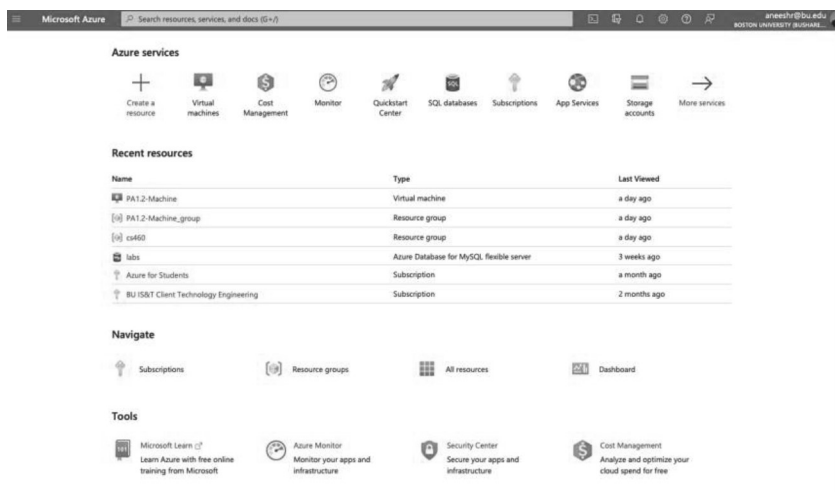 Microsoft Azure
Search resources, services, and docs (G+/)
aneeshr@bu.edu
BOSTON UNIVERSITY (BUSHARE...
Azure services
Create a resource
Virtual machines
Cost Management
Monitor
Quickstart Center
SQL databases
Subscriptions
App Services
Storage accounts
More services
Recent resources
Name Type Last Viewed
PA1.2-Machine Virtual machine a day ago
PA1.2-Machine_group Resource group a day ago
cs460 Resource group a day ago
labs Azure Database for MySQL flexible server 3 weeks ago
Azure for Students Subscription a month ago
BU IS&T Client Technology Engineering Subscription 2 months ago
Navigate
Subscriptions Resource groups All resources Dashboard
Tools
Microsoft Learn
Learn Azure with free online
training from Microsoft
Azure Monitor
Monitor your apps and
infrastructure
Security Center
Secure your apps and
infrastructure
Cost Management
Analyze and optimize your
cloud spend for free